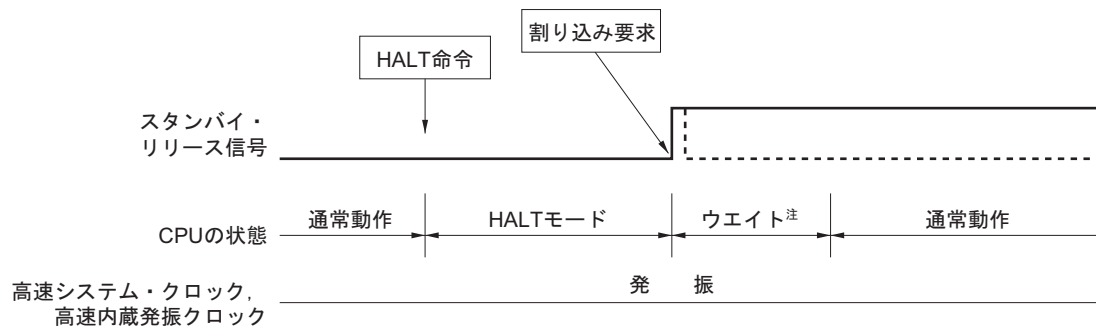 割り込み要求
HALT命令
スタンバイ・
リリース信号
通常動作
HALTモード
ウエイト注
通常動作
CPUの状態
発　振
高速システム・クロック,
高速内蔵発振クロック